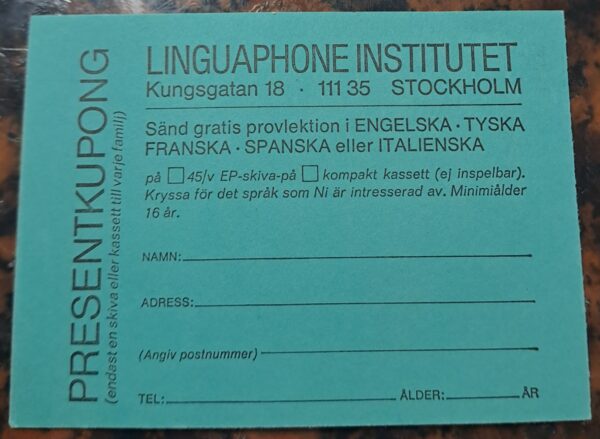 PRESENTKUPONG
(endast en skiva eller kassett till varje familj)
LINGUAPHONE INSTITUTET
Kungsgatan 18 · 111 35 STOCKHOLM
Sänd gratis provlektion i ENGELSKA · TYSKA
FRANSKA · SPANSKA eller ITALIENSKA
på □ 45/v EP-skiva-på □ kompakt kassett (ej inspelbar).
Kryssa för det språk som Ni är intresserad av. Minimiålder
16 år.
NAMN:
ADRESS:
(Angiv postnummer)
TEL: ÅLDER: ÅR